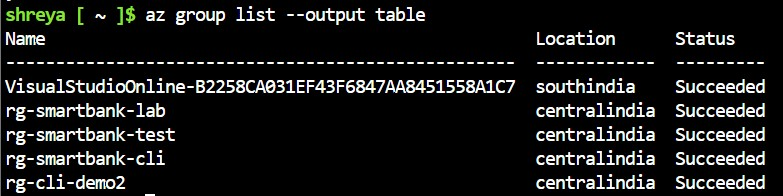 shreya [ ~ ]$ az group list --output table
Name                                                Location      Status
--------------------------------------------------  ------------  ---------
VisualStudioOnline-B2258CA031EF43F6847AA8451558A1C7  southindia    Succeeded
rg-smartbank-lab                                    centralindia  Succeeded
rg-smartbank-test                                   centralindia  Succeeded
rg-smartbank-cli                                    centralindia  Succeeded
rg-cli-demo2                                        centralindia  Succeeded